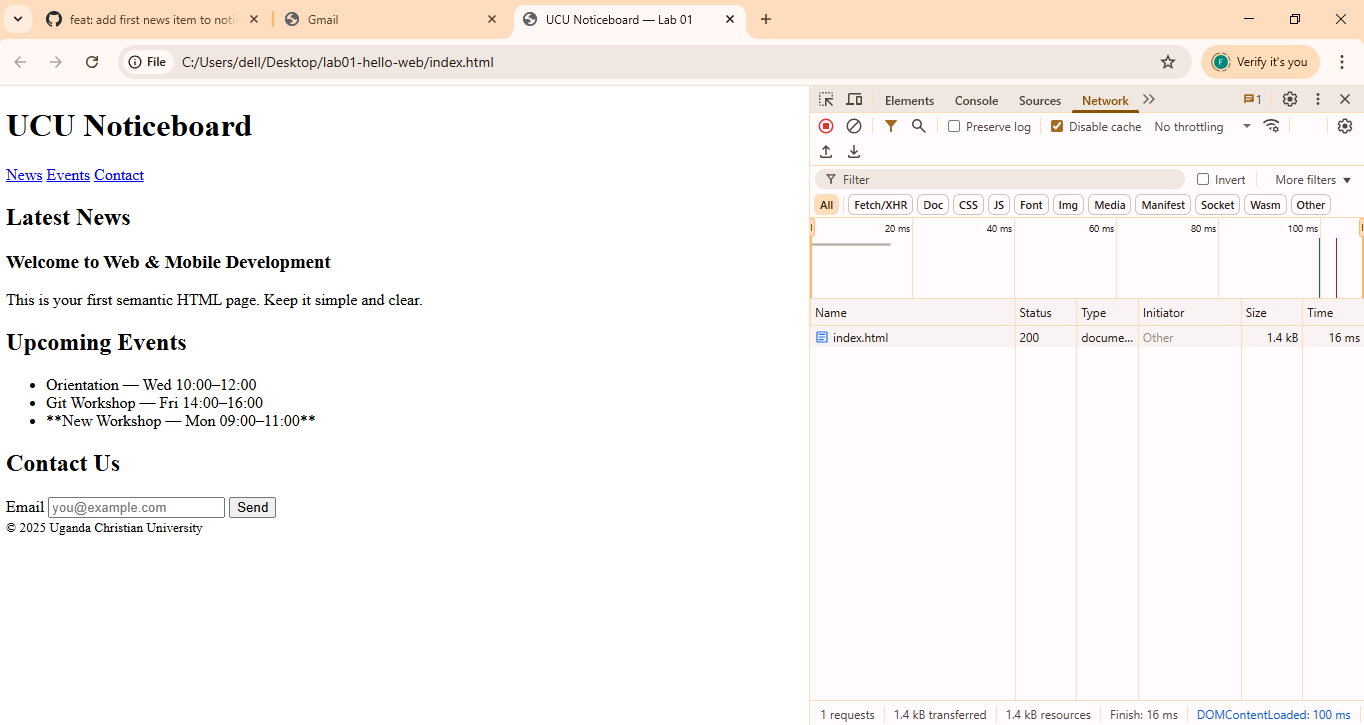 feat: add first news item to noti
Gmail
UCU Noticeboard — Lab 01
File
C:/Users/dell/Desktop/lab01-hello-web/index.html
F
Verify it's you
UCU Noticeboard
News Events Contact
Latest News
Welcome to Web & Mobile Development
This is your first semantic HTML page. Keep it simple and clear.
Upcoming Events
Orientation — Wed 10:00–12:00
Git Workshop — Fri 14:00–16:00
**New Workshop — Mon 09:00–11:00**
Contact Us
Email you@example.com Send
© 2025 Uganda Christian University
Elements Console Sources Network 1
Preserve log Disable cache No throttling
Filter Invert More filters
All Fetch/XHR Doc CSS JS Font Img Media Manifest Socket Wasm Other
20 ms 40 ms 60 ms 80 ms 100 ms
Name Status Type Initiator Size Time
index.html 200 docume... Other 1.4 kB 16 ms
1 requests 1.4 kB transferred 1.4 kB resources Finish: 16 ms DOMContentLoaded: 100 ms